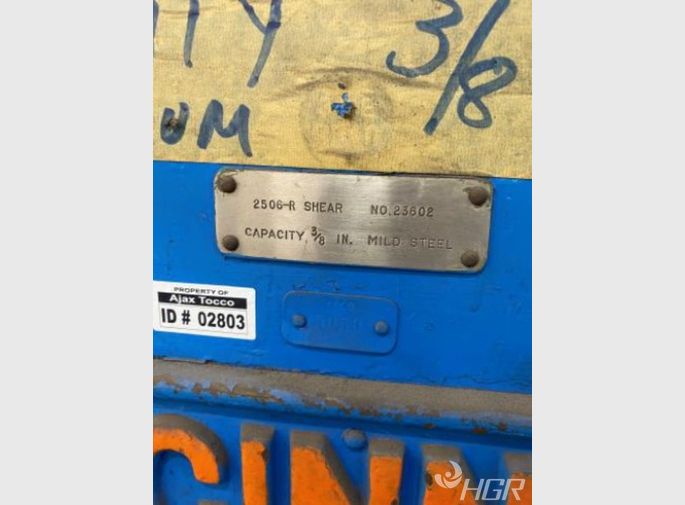 3/8
2506-R SHEAR NO. 23602
CAPACITY, 3/8 IN. MILD STEEL
PROPERTY OF
Ajax Tocco
ID # 02803
CINN
HGR